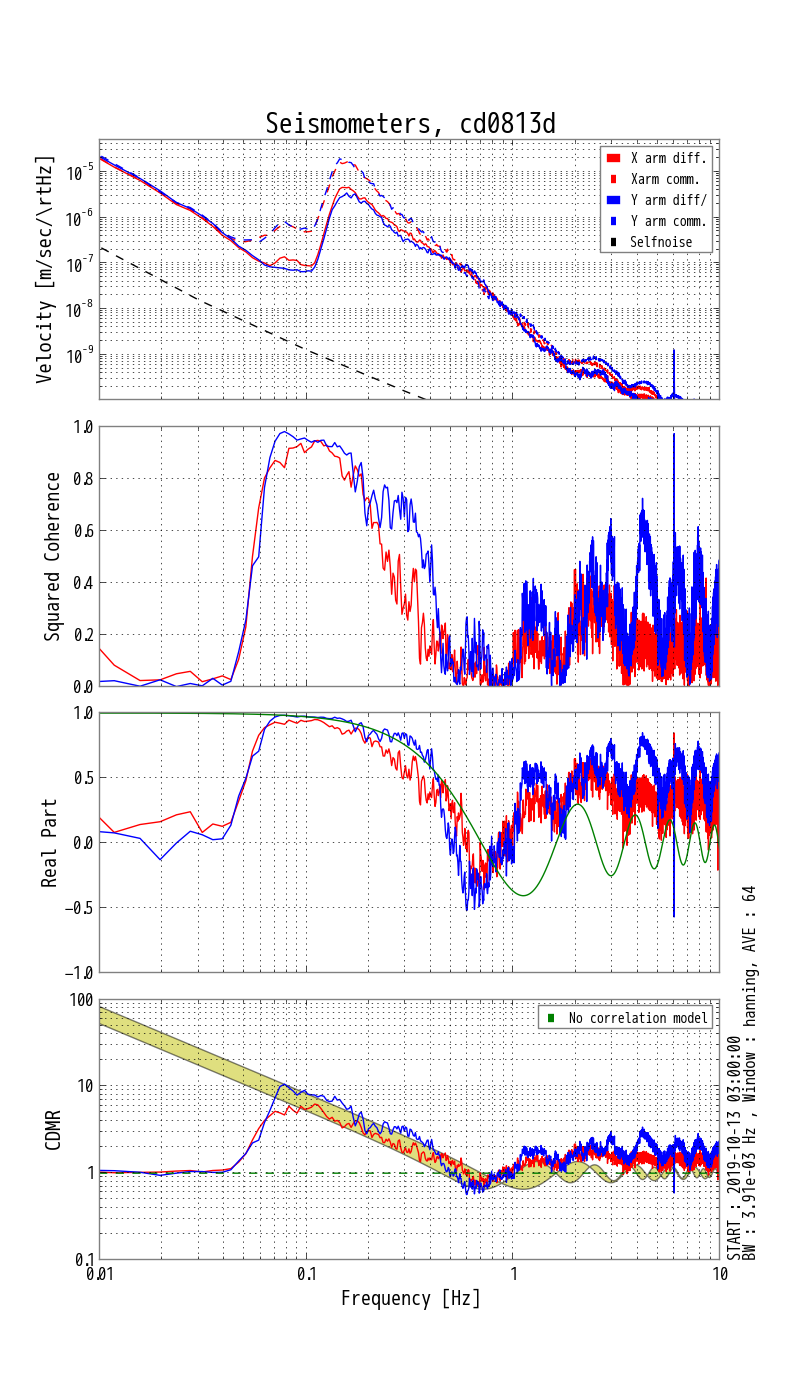 Seismometers, cd0813d
Velocity [m/sec/\rtHz]
10^-5
10^-6
10^-7
10^-8
10^-9
X arm diff.
Xarm comm.
Y arm diff/
Y arm comm.
Selfnoise
Squared Coherence
1.0
0.8
0.6
0.4
0.2
0.0
Real Part
1.0
0.5
0.0
−0.5
−1.0
CDMR
100
10
1
0.1
No correlation model
0.01
0.1
1
10
Frequency [Hz]
START : 2019-10-13 03:00:00
BW : 3.91e-03 Hz , Window : hanning, AVE : 64